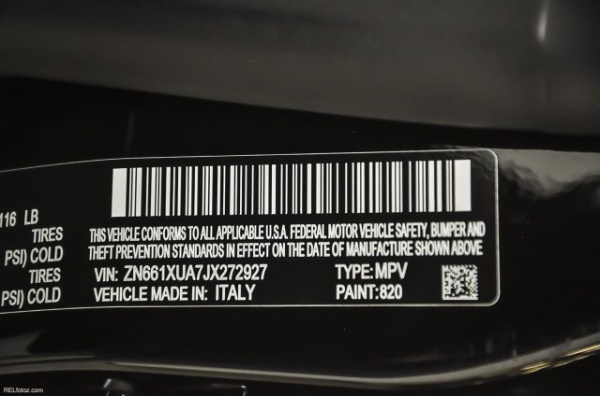 116 LB
TIRES
PSI) COLD
TIRES
PSI) COLD
THIS VEHICLE CONFORMS TO ALL APPLICABLE U.S.A. FEDERAL MOTOR VEHICLE SAFETY, BUMPER AND
THEFT PREVENTION STANDARDS IN EFFECT ON THE DATE OF MANUFACTURE SHOWN ABOVE
VIN: ZN661XUA7JX272927 TYPE: MPV
VEHICLE MADE IN: ITALY PAINT: 820
RELfotoz.com